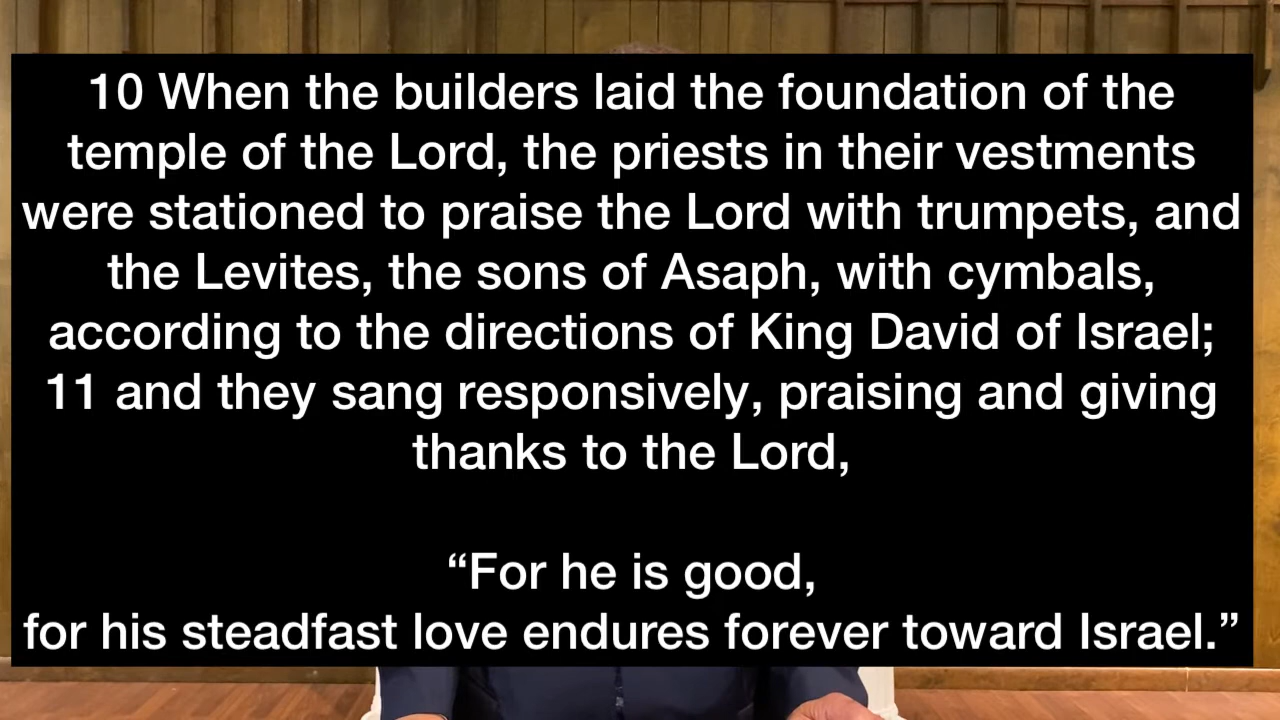 10 When the builders laid the foundation of the
temple of the Lord, the priests in their vestments
were stationed to praise the Lord with trumpets, and
the Levites, the sons of Asaph, with cymbals,
according to the directions of King David of Israel;
11 and they sang responsively, praising and giving
thanks to the Lord,
“For he is good,
for his steadfast love endures forever toward Israel.”